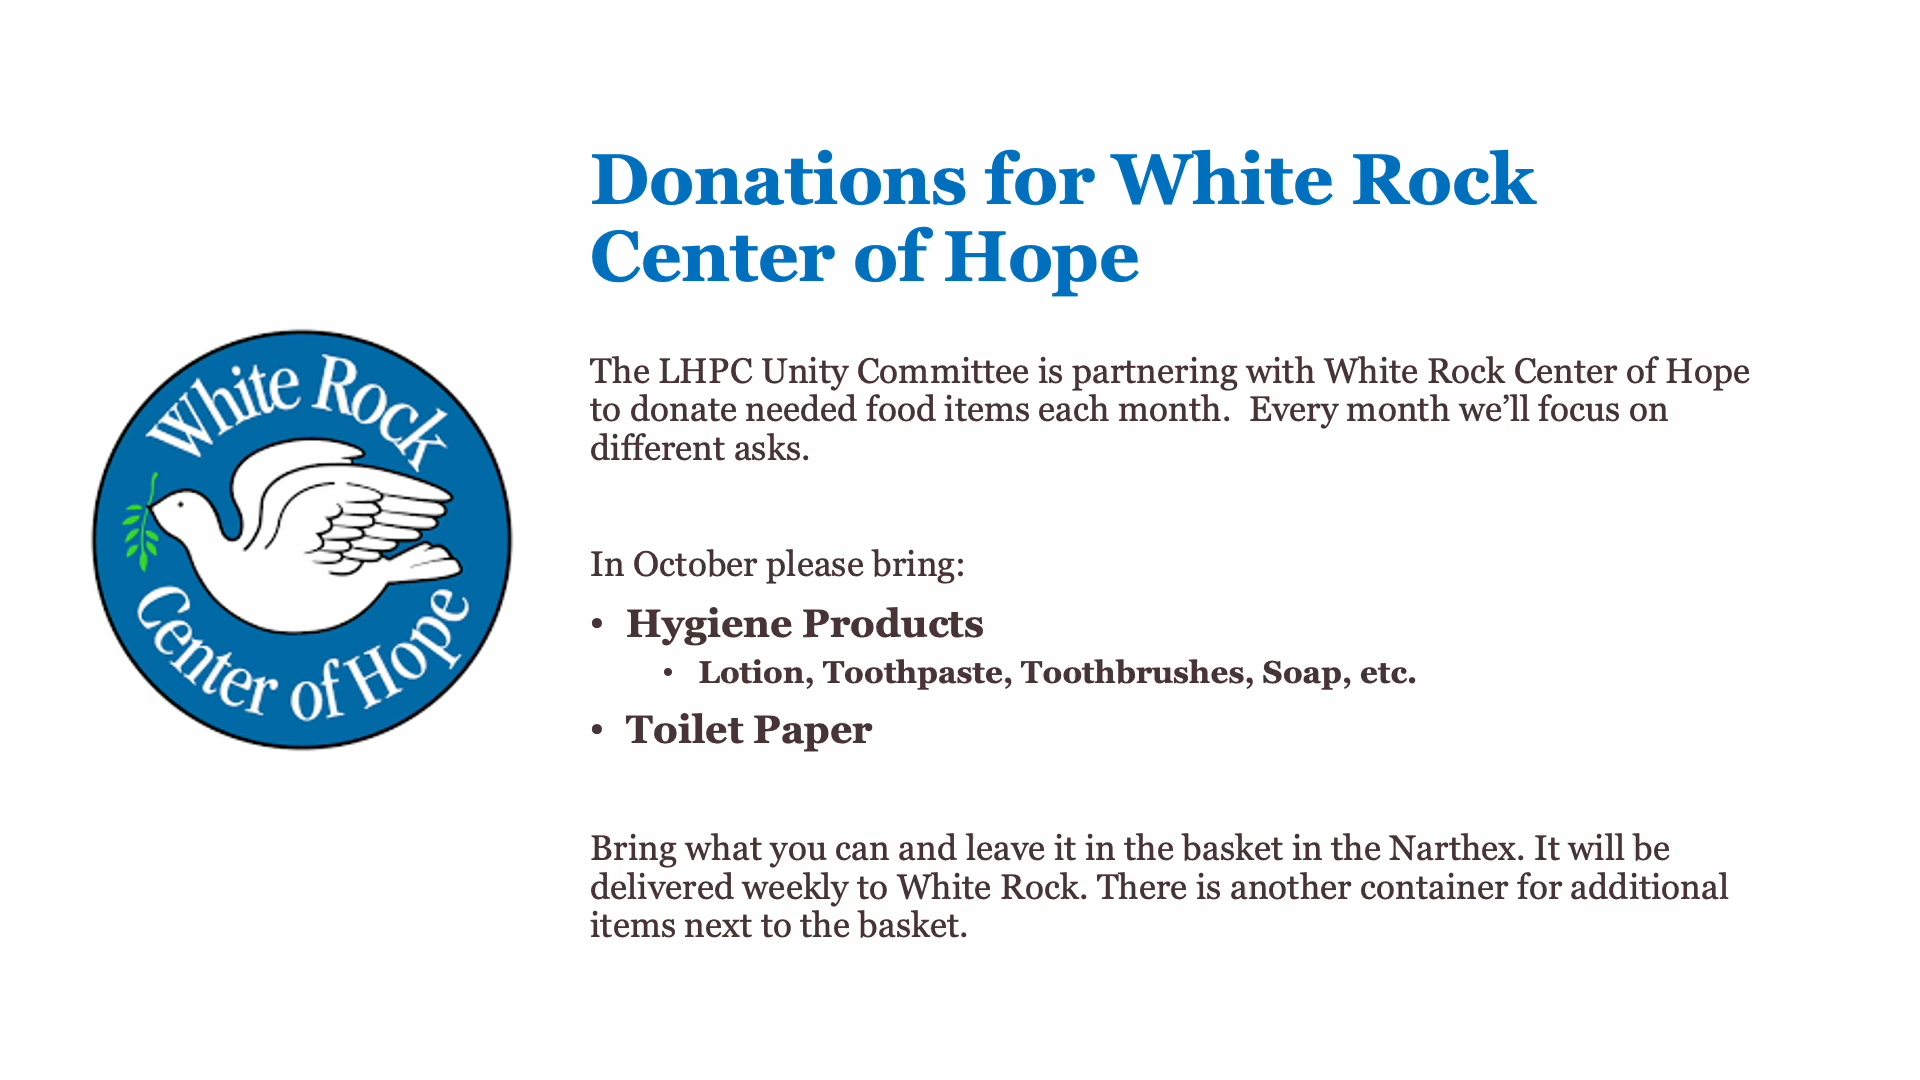 Donations for White Rock
Center of Hope
White Rock
Center of Hope
The LHPC Unity Committee is partnering with White Rock Center of Hope
to donate needed food items each month.  Every month we’ll focus on
different asks.
In October please bring:
• Hygiene Products
• Lotion, Toothpaste, Toothbrushes, Soap, etc.
• Toilet Paper
Bring what you can and leave it in the basket in the Narthex. It will be
delivered weekly to White Rock. There is another container for additional
items next to the basket.